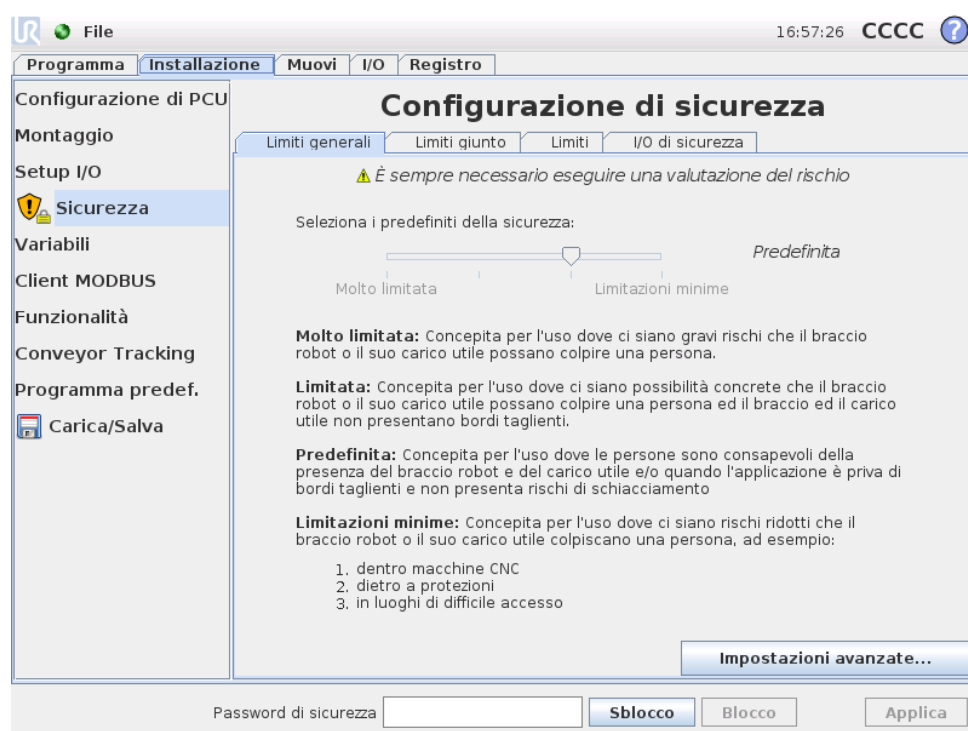 UR File 16:57:26 CCCC ?
Programma Installazione Muovi I/O Registro
Configurazione di PCU
Montaggio
Setup I/O
Sicurezza
Variabili
Client MODBUS
Funzionalità
Conveyor Tracking
Programma predef.
Carica/Salva
Configurazione di sicurezza
Limiti generali Limiti giunto Limiti I/O di sicurezza
È sempre necessario eseguire una valutazione del rischio
Seleziona i predefiniti della sicurezza:
Predefinita
Molto limitata Limitazioni minime
Molto limitata: Concepita per l'uso dove ci siano gravi rischi che il braccio
robot o il suo carico utile possano colpire una persona.
Limitata: Concepita per l'uso dove ci siano possibilità concrete che il braccio
robot o il suo carico utile possano colpire una persona ed il braccio ed il carico
utile non presentano bordi taglienti.
Predefinita: Concepita per l'uso dove le persone sono consapevoli della
presenza del braccio robot e del carico utile e/o quando l'applicazione è priva di
bordi taglienti e non presenta rischi di schiacciamento
Limitazioni minime: Concepita per l'uso dove ci siano rischi ridotti che il
braccio robot o il suo carico utile colpiscano una persona, ad esempio:
1. dentro macchine CNC
2. dietro a protezioni
3. in luoghi di difficile accesso
Impostazioni avanzate...
Password di sicurezza Sblocco Blocco Applica